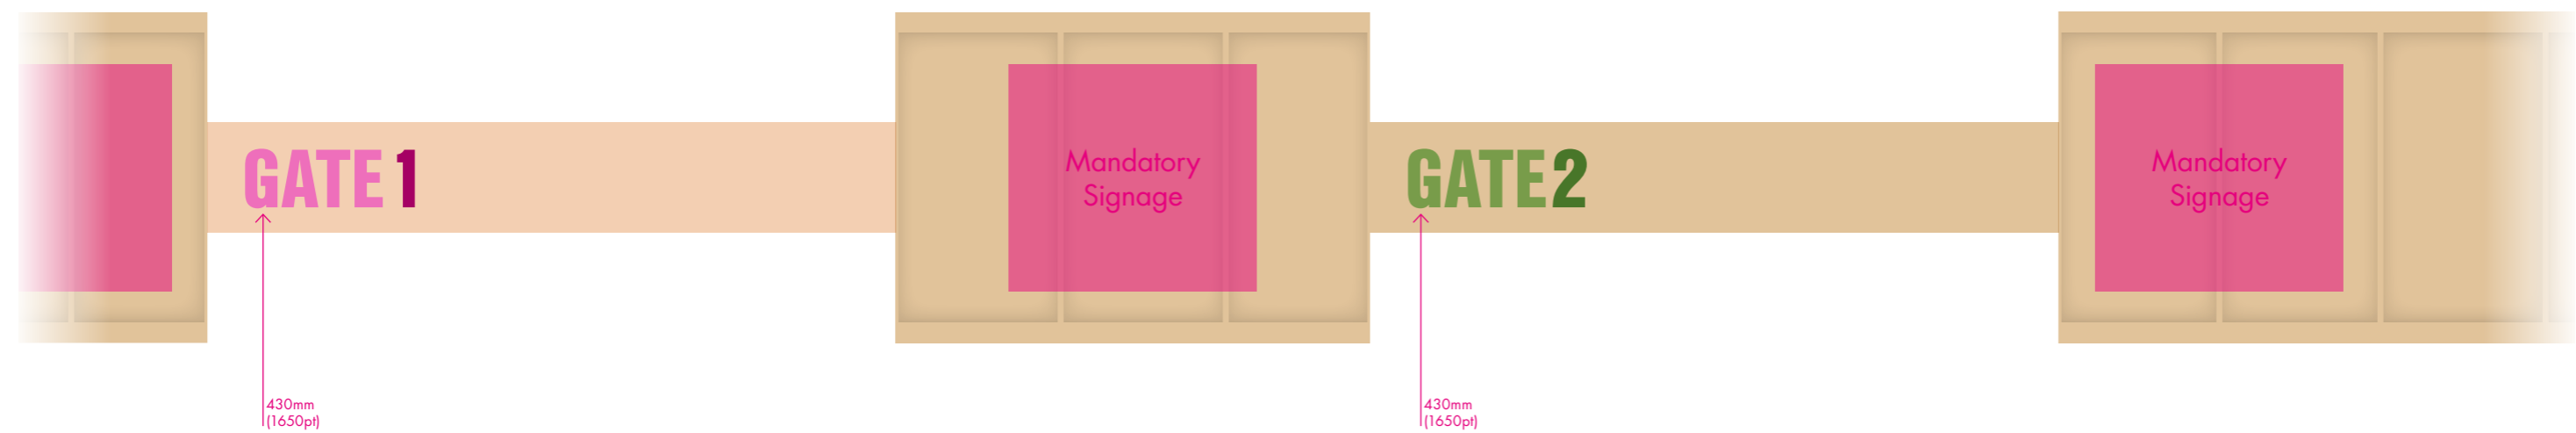 GATE 1
Mandatory
Signage
GATE 2
Mandatory
Signage
430mm
(1650pt)
430mm
(1650pt)